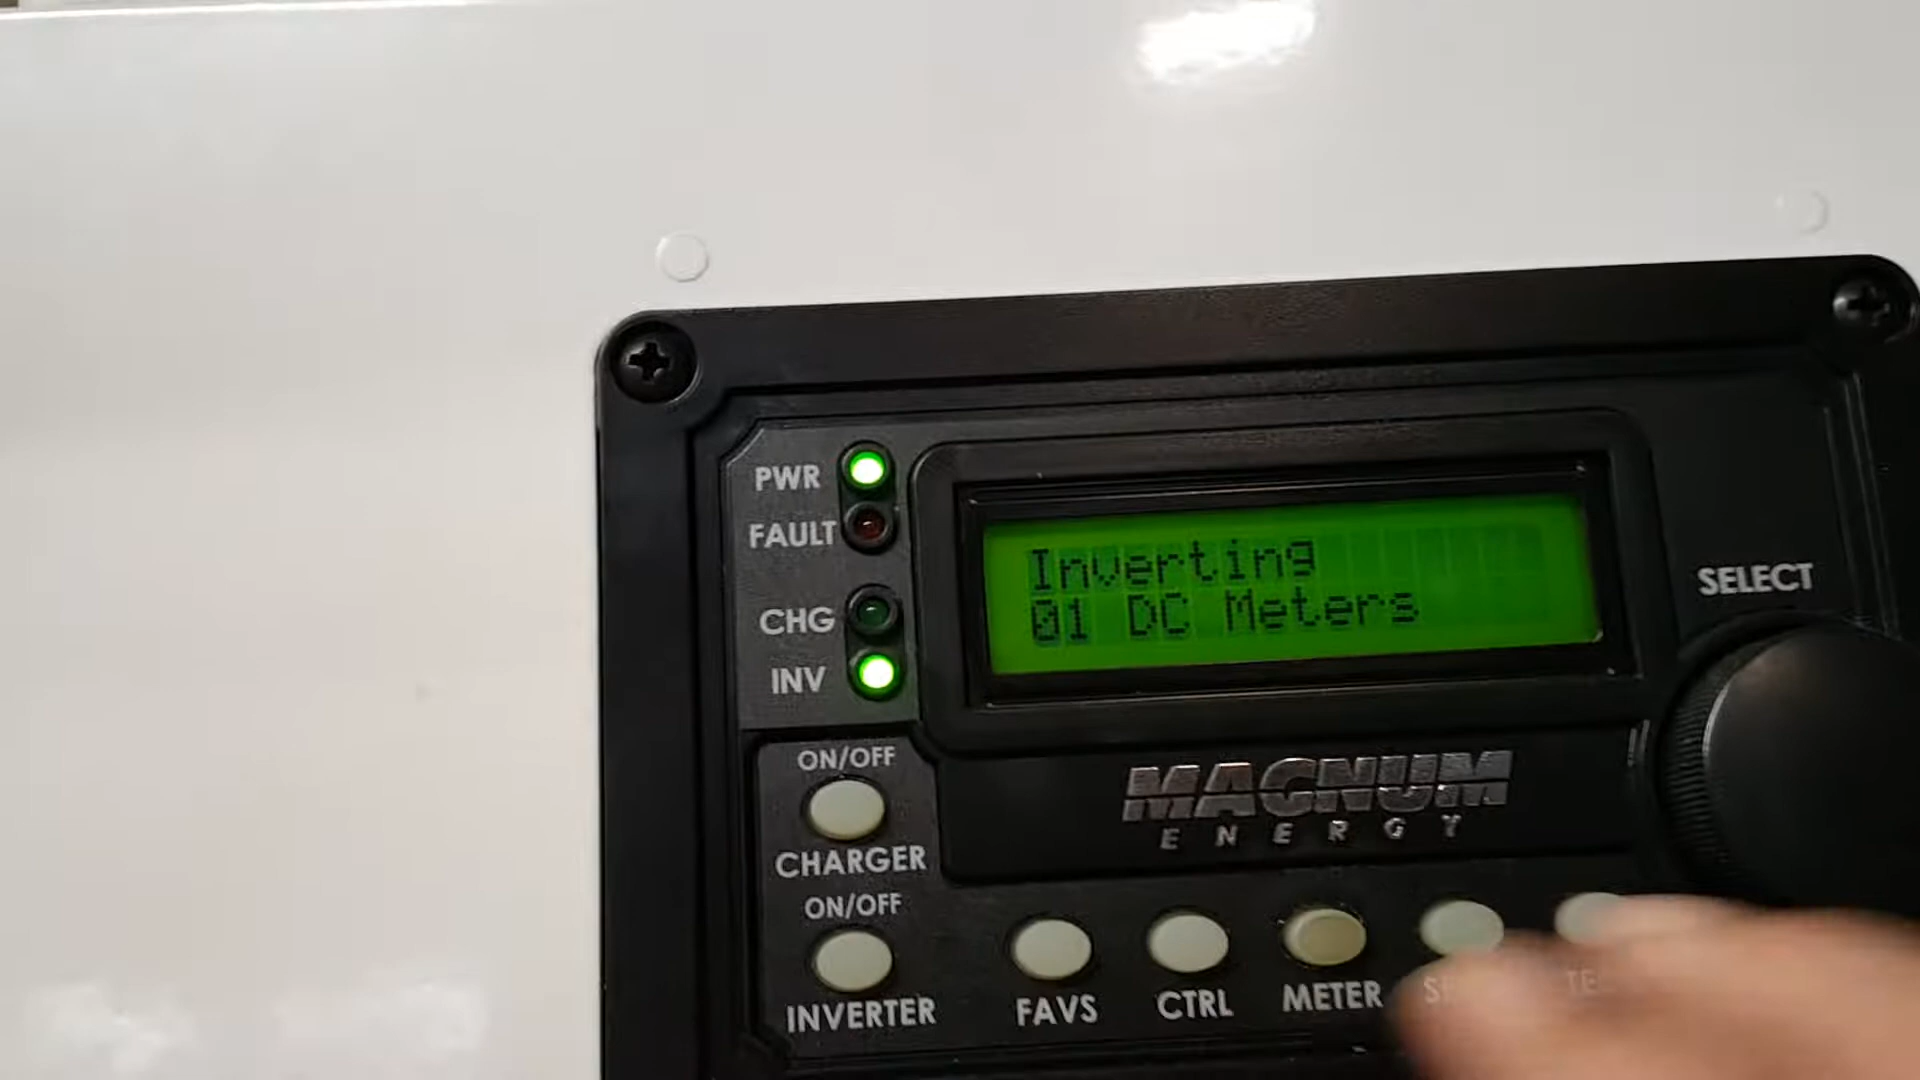 PWR
FAULT
CHG
INV
Inverting
01 DC Meters
SELECT
ON/OFF
CHARGER
ON/OFF
INVERTER
MAGNUM
ENERGY
FAVS
CTRL
METER